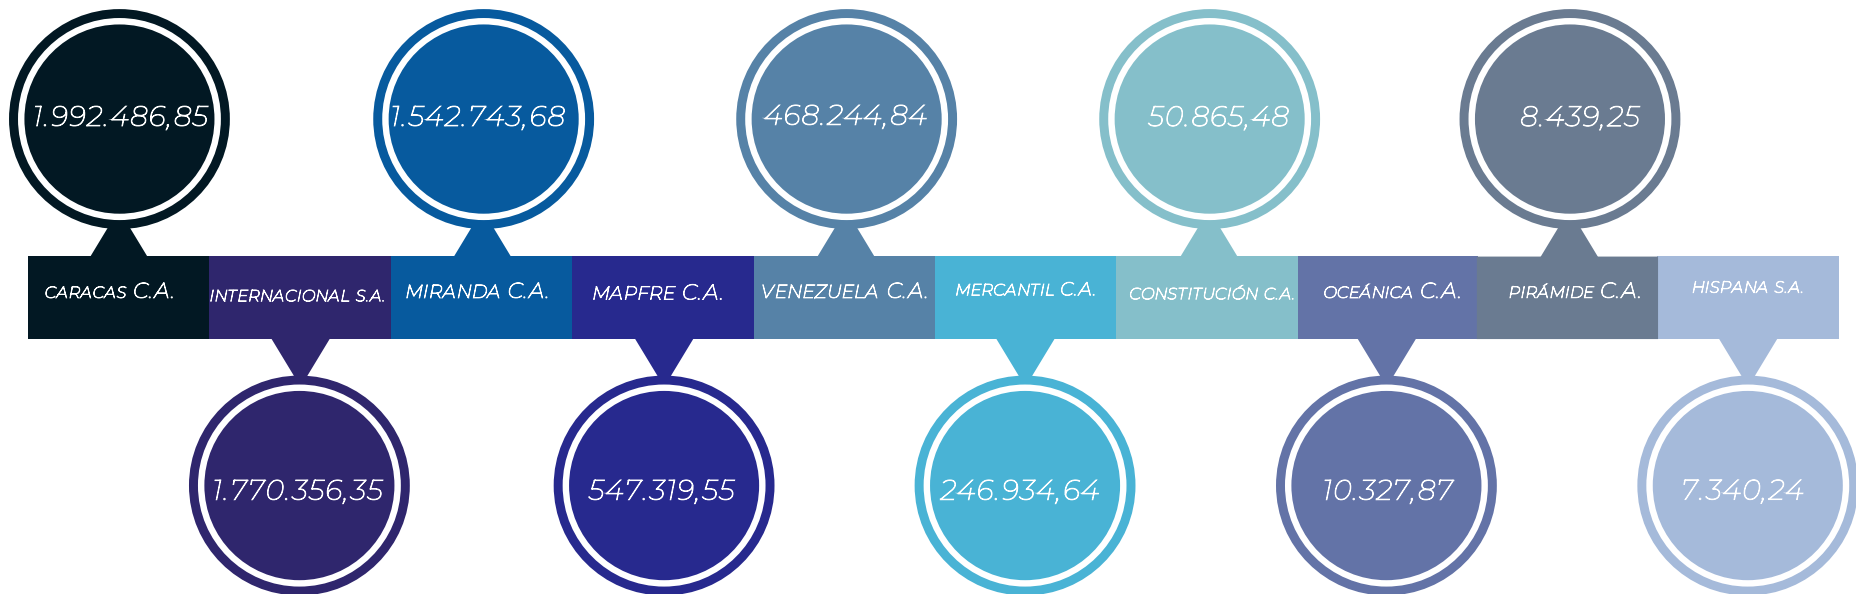 1.992.486,85
1.542.743,68
468.244,84
50.865,48
8.439,25
CARACAS C.A.
INTERNACIONAL S.A.
MIRANDA C.A.
MAPFRE C.A.
VENEZUELA C.A.
MERCANTIL C.A.
CONSTITUCIÓN C.A.
OCEÁNICA C.A.
PIRÁMIDE C.A.
HISPANA S.A.
1.770.356,35
547.319,55
246.934,64
10.327,87
7.340,24